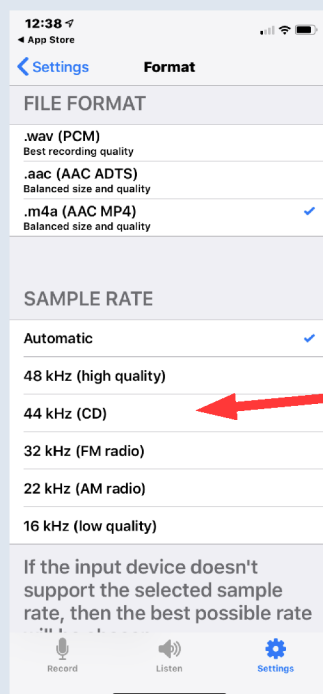 12:38
App Store
Settings
Format
FILE FORMAT
.wav (PCM)
Best recording quality
.aac (AAC ADTS)
Balanced size and quality
.m4a (AAC MP4)
Balanced size and quality
SAMPLE RATE
Automatic
48 kHz (high quality)
44 kHz (CD)
32 kHz (FM radio)
22 kHz (AM radio)
16 kHz (low quality)
If the input device doesn't
support the selected sample
rate, then the best possible rate
Record
Listen
Settings